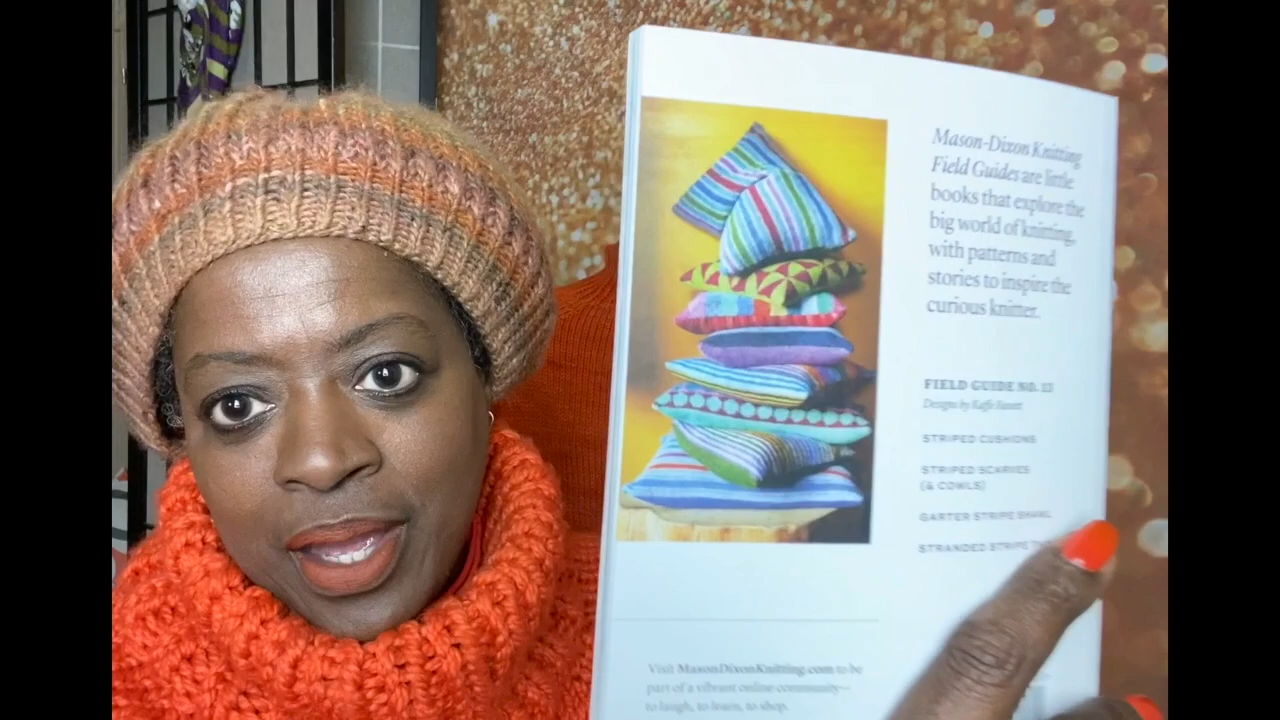 Mason-Dixon Knitting
Field Guides are little
books that explore the
big world of knitting,
with patterns and
stories to inspire the
curious knitter.
FIELD GUIDE NO. 13
Designs by Kaffe Fassett
STRIPED CUSHIONS
STRIPED SCARVES
(& COWLS)
GARTER STRIPE SHAWL
STRANDED STRIPE
Visit MasonDixonKnitting.com to be
part of a vibrant online community—
to laugh, to learn, to shop.